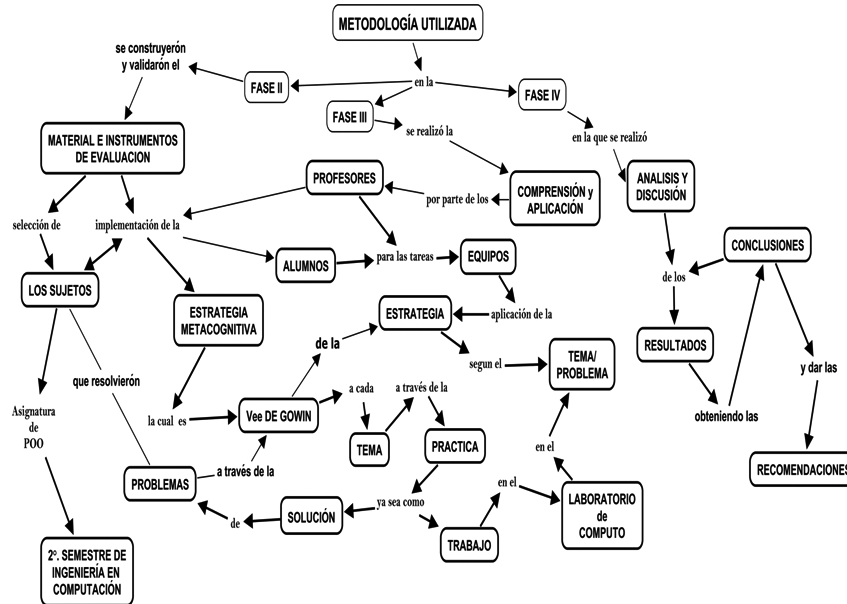 METODOLOGÍA UTILIZADA
se construyerón
y validarón el
FASE II
en la
FASE IV
FASE III
se realizó la
en la que se realizó
MATERIAL E INSTRUMENTOS
DE EVALUACION
PROFESORES
por parte de los
COMPRENSIÓN y
APLICACIÓN
ANALISIS Y
DISCUSIÓN
selección de
implementación de la
ALUMNOS
para las tareas
EQUIPOS
CONCLUSIONES
de los
LOS SUJETOS
ESTRATEGIA
METACOGNITIVA
ESTRATEGIA
aplicación de la
de la
RESULTADOS
segun el
TEMA/
PROBLEMA
y dar las
que resolvierón
a cada
a través de la
Asignatura
de
POO
la cual es
Vee DE GOWIN
obteniendo las
TEMA
PRACTICA
en el
PROBLEMAS
a través de la
RECOMENDACIONES
en el
ya sea como
LABORATORIO
de
COMPUTO
de
SOLUCIÓN
TRABAJO
2º. SEMESTRE DE
INGENIERÍA EN
COMPUTACIÓN